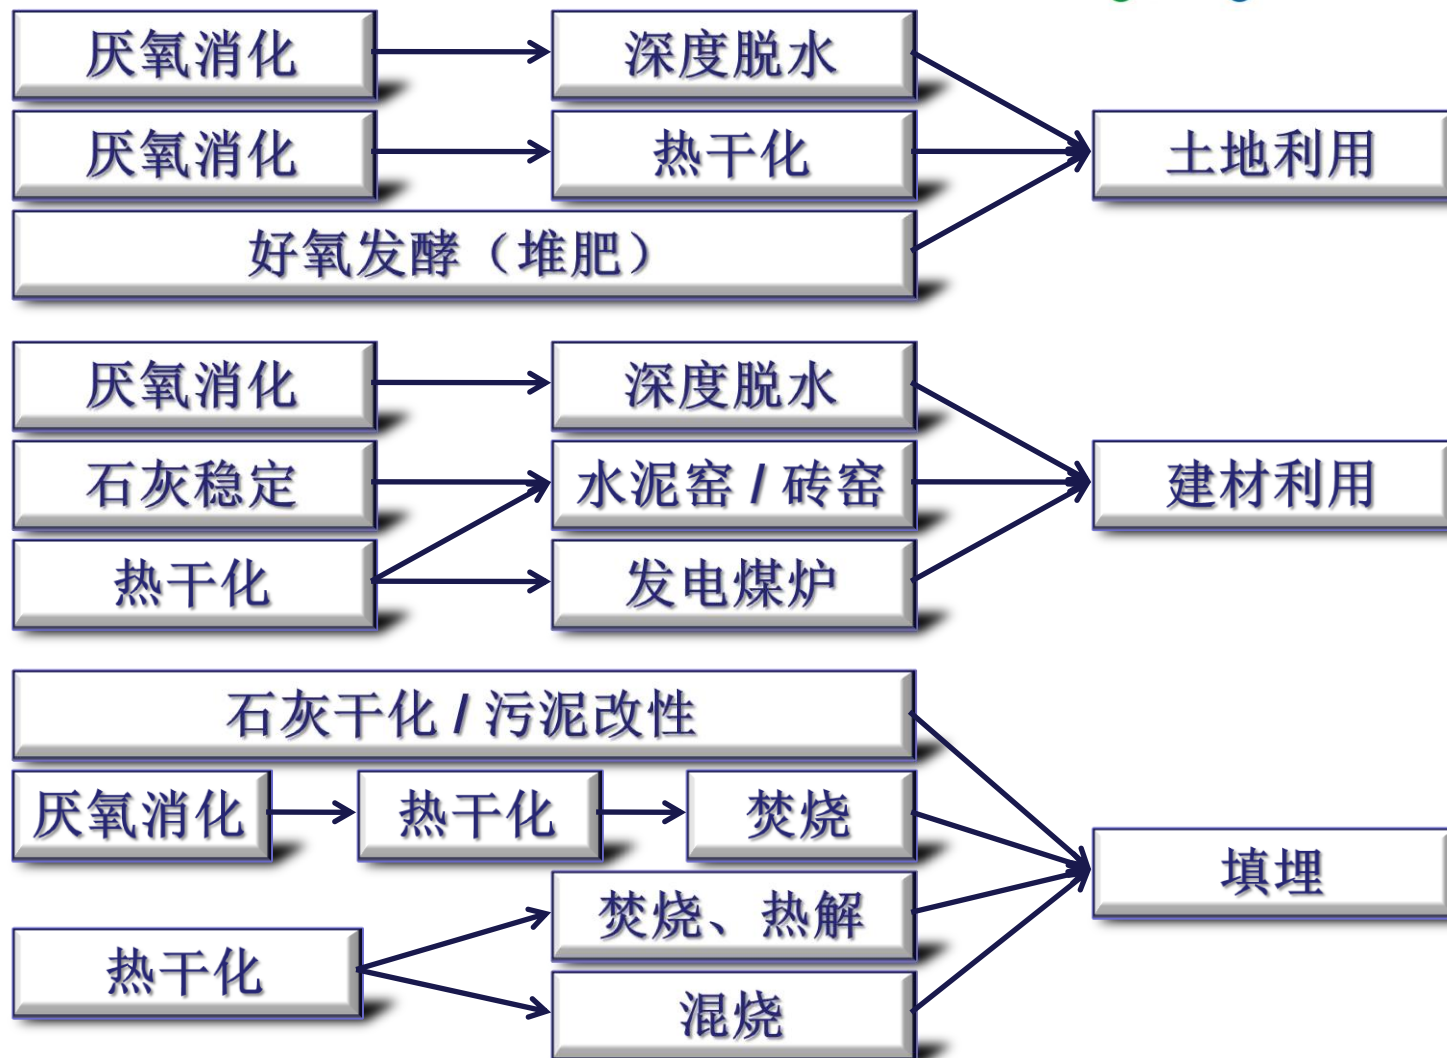 厌氧消化
深度脱水
厌氧消化
热干化
土地利用
好氧发酵（堆肥）
厌氧消化
深度脱水
石灰稳定
水泥窑 / 砖窑
建材利用
热干化
发电煤炉
石灰干化 / 污泥改性
厌氧消化
热干化
焚烧
填埋
焚烧、热解
热干化
混烧